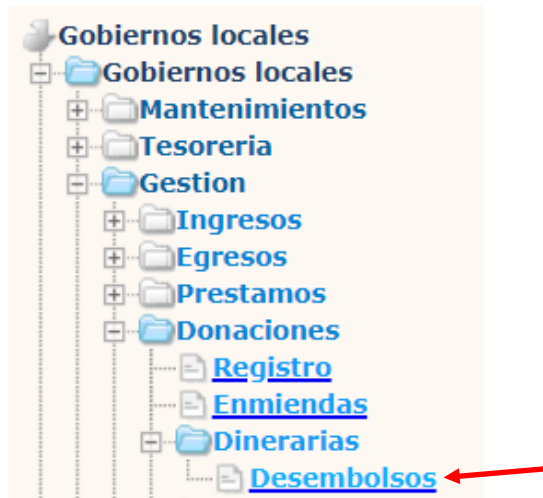 Gobiernos locales
Gobiernos locales
Mantenimientos
Tesoreria
Gestion
Ingresos
Egresos
Prestamos
Donaciones
Registro
Enmiendas
Dinerarias
Desembolsos